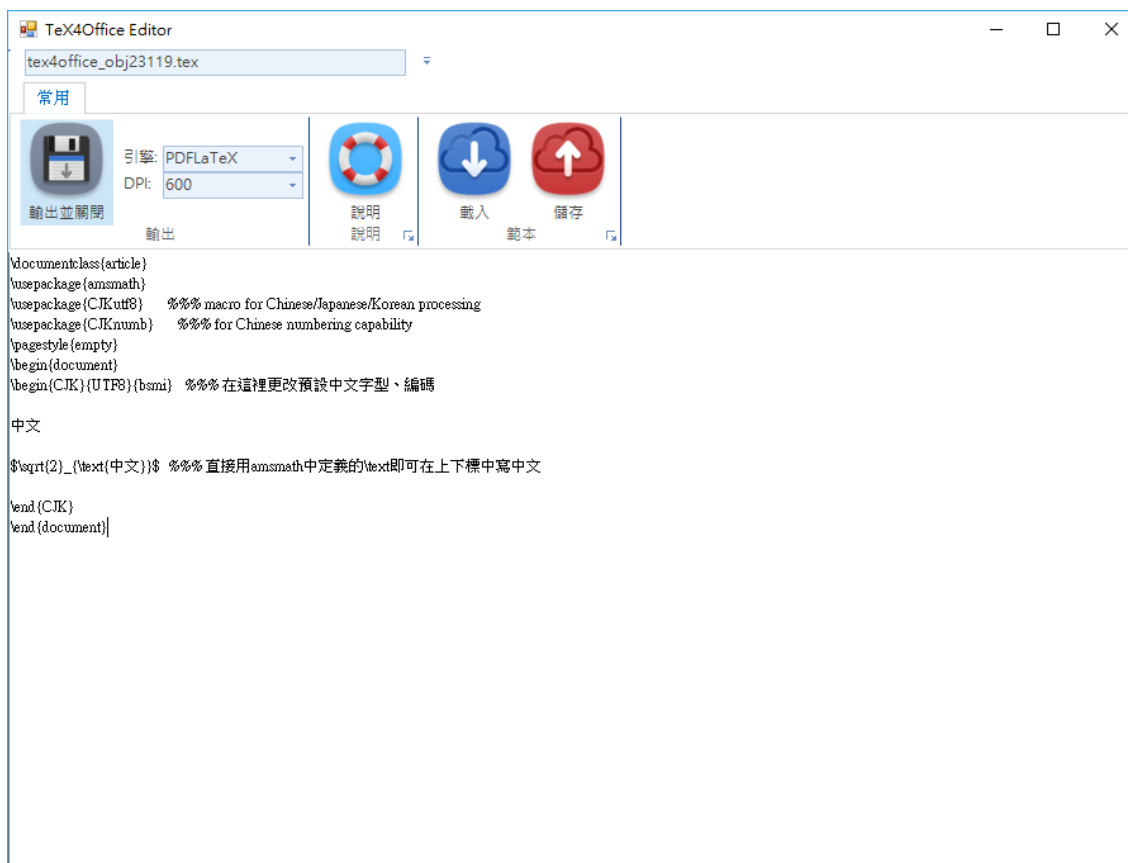 TeX4Office Editor
tex4office_obj23119.tex
常用
引擎: PDFLaTeX
DPI: 600
輸出並關閉
說明
載入
儲存
輸出
說明
範本
\documentclass{article}
\usepackage{amsmath}
\usepackage{CJKutf8}      %%% macro for Chinese/Japanese/Korean processing
\usepackage{CJKnumb}      %%% for Chinese numbering capability
\pagestyle{empty}
\begin{document}
\begin{CJK}{UTF8}{bsmi}   %%% 在這裡更改預設中文字型、編碼
中文
$\sqrt{2}_{\text{中文}}$  %%% 直接用amsmath中定義的\text即可在上下標中寫中文
\end{CJK}
\end{document}